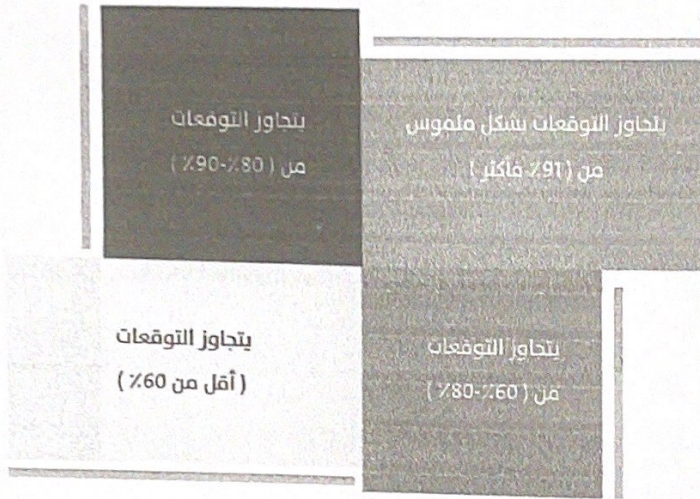 يتجاوز التوقعات بشكل ملموس
من (91٪ فأكثر)
يتجاوز التوقعات
من (80٪-90٪)
يتجاوز التوقعات
من (60٪-80٪)
يتجاوز التوقعات
(أقل من 60٪)